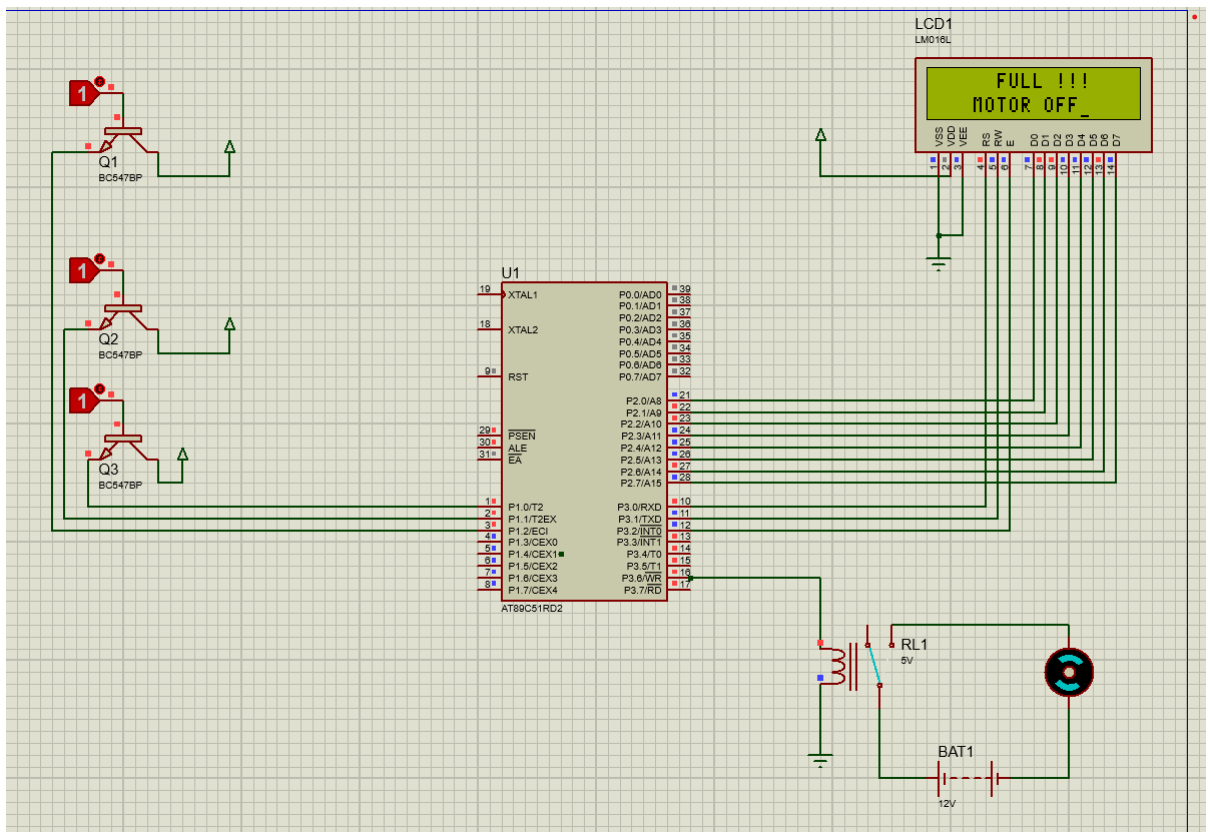 LCD1
LM016L
FULL !!!
MOTOR OFF_
VSS
VDD
VEE
RS
RW
E
D0
D1
D2
D3
D4
D5
D6
D7
1
2
3
4
5
6
7
8
9
10
11
12
13
14
1
Q1
BC547BP
1
Q2
BC547BP
1
Q3
BC547BP
U1
19 XTAL1
18 XTAL2
9 RST
29 PSEN
30 ALE
31 EA
1 P1.0/T2
2 P1.1/T2EX
3 P1.2/ECI
4 P1.3/CEX0
5 P1.4/CEX1
6 P1.5/CEX2
7 P1.6/CEX3
8 P1.7/CEX4
P0.0/AD0 39
P0.1/AD1 38
P0.2/AD2 37
P0.3/AD3 36
P0.4/AD4 35
P0.5/AD5 34
P0.6/AD6 33
P0.7/AD7 32
P2.0/A8 21
P2.1/A9 22
P2.2/A10 23
P2.3/A11 24
P2.4/A12 25
P2.5/A13 26
P2.6/A14 27
P2.7/A15 28
P3.0/RXD 10
P3.1/TXD 11
P3.2/INT0 12
P3.3/INT1 13
P3.4/T0 14
P3.5/T1 15
P3.6/WR 16
P3.7/RD 17
AT89C51RD2
RL1
5V
BAT1
12V